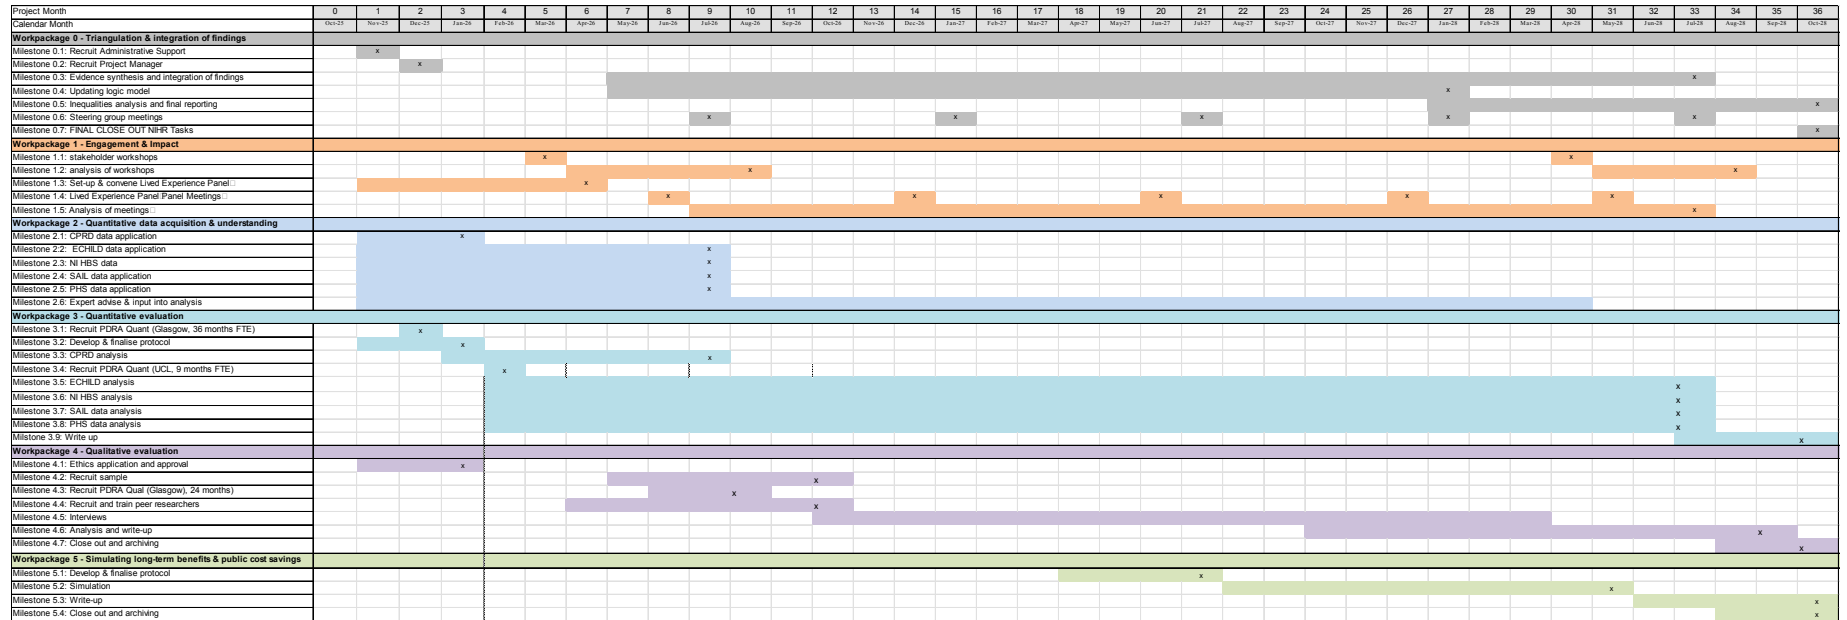 Project Month 0 1 2 3 4 5 6 7 8 9 10 11 12 13 14 15 16 17 18 19 20 21 22 23 24 25 26 27 28 29 30 31 32 33 34 35 36
Calendar Month Oct-25 Nov-25 Dec-25 Jan-26 Feb-26 Mar-26 Apr-26 May-26 Jun-26 Jul-26 Aug-26 Sep-26 Oct-26 Nov-26 Dec-26 Jan-27 Feb-27 Mar-27 Apr-27 May-27 Jun-27 Jul-27 Aug-27 Sep-27 Oct-27 Nov-27 Dec-27 Jan-28 Feb-28 Mar-28 Apr-28 May-28 Jun-28 Jul-28 Aug-28 Sep-28 Oct-28
Workpackage 0 - Triangulation & integration of findings
Milestone 0.1: Recruit Administrative Support x
Milestone 0.2: Recruit Project Manager x
Milestone 0.3: Evidence synthesis and integration of findings x
Milestone 0.4: Updating logic model x
Milestone 0.5: Inequalities analysis and final reporting x
Milestone 0.6: Steering group meetings x x x x x
Milestone 0.7: FINAL CLOSE OUT NIHR Tasks x
Workpackage 1 - Engagement & Impact
Milestone 1.1: stakeholder workshops x x
Milestone 1.2: analysis of workshops x x
Milestone 1.3: Set-up & convene Lived Experience Panel x
Milestone 1.4: Lived Experience Panel Panel Meetings x x x x x
Milestone 1.5: Analysis of meetings x
Workpackage 2 - Quantitative data acquisition & understanding
Milestone 2.1: CPRD data application x
Milestone 2.2: ECHILD data application x
Milestone 2.3: NI HBS data x
Milestone 2.4: SAIL data application x
Milestone 2.5: PHS data application x
Milestone 2.6: Expert advise & input into analysis
Workpackage 3 - Quantitative evaluation
Milestone 3.1: Recruit PDRA Quant (Glasgow, 36 months FTE) x
Milestone 3.2: Develop & finalise protocol x
Milestone 3.3: CPRD analysis x
Milestone 3.4: Recruit PDRA Quant (UCL, 9 months FTE) x
Milestone 3.5: ECHILD analysis x
Milestone 3.6: NI HBS analysis x
Milestone 3.7: SAIL data analysis x
Milestone 3.8: PHS data analysis x
Milstone 3.9: Write up x
Workpackage 4 - Qualitative evaluation
Milestone 4.1: Ethics application and approval x
Milestone 4.2: Recruit sample x
Milestone 4.3: Recruit PDRA Qual (Glasgow), 24 months) x
Milestone 4.4: Recruit and train peer researchers x
Milestone 4.5: Interviews
Milestone 4.6: Analysis and write-up x
Milestone 4.7: Close out and archiving x
Workpackage 5 - Simulating long-term benefits & public cost savings
Milestone 5.1: Develop & finalise protocol x
Milestone 5.2: Simulation x
Milestone 5.3: Write-up x
Milestone 5.4: Close out and archiving x